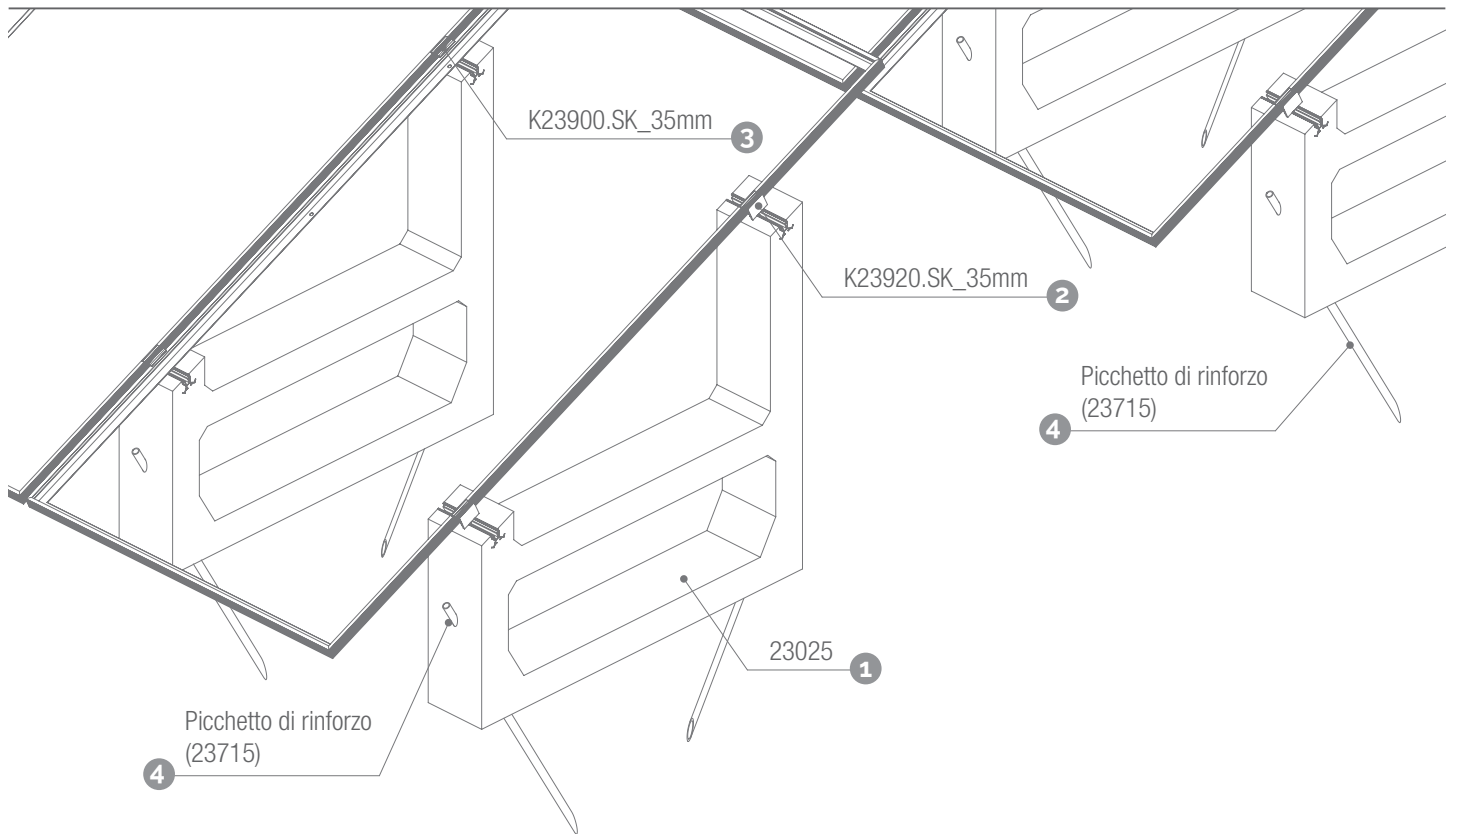 K23900.SK_35mm
3
K23920.SK_35mm
2
Picchetto di rinforzo
(23715)
4
23025
1
Picchetto di rinforzo
(23715)
4